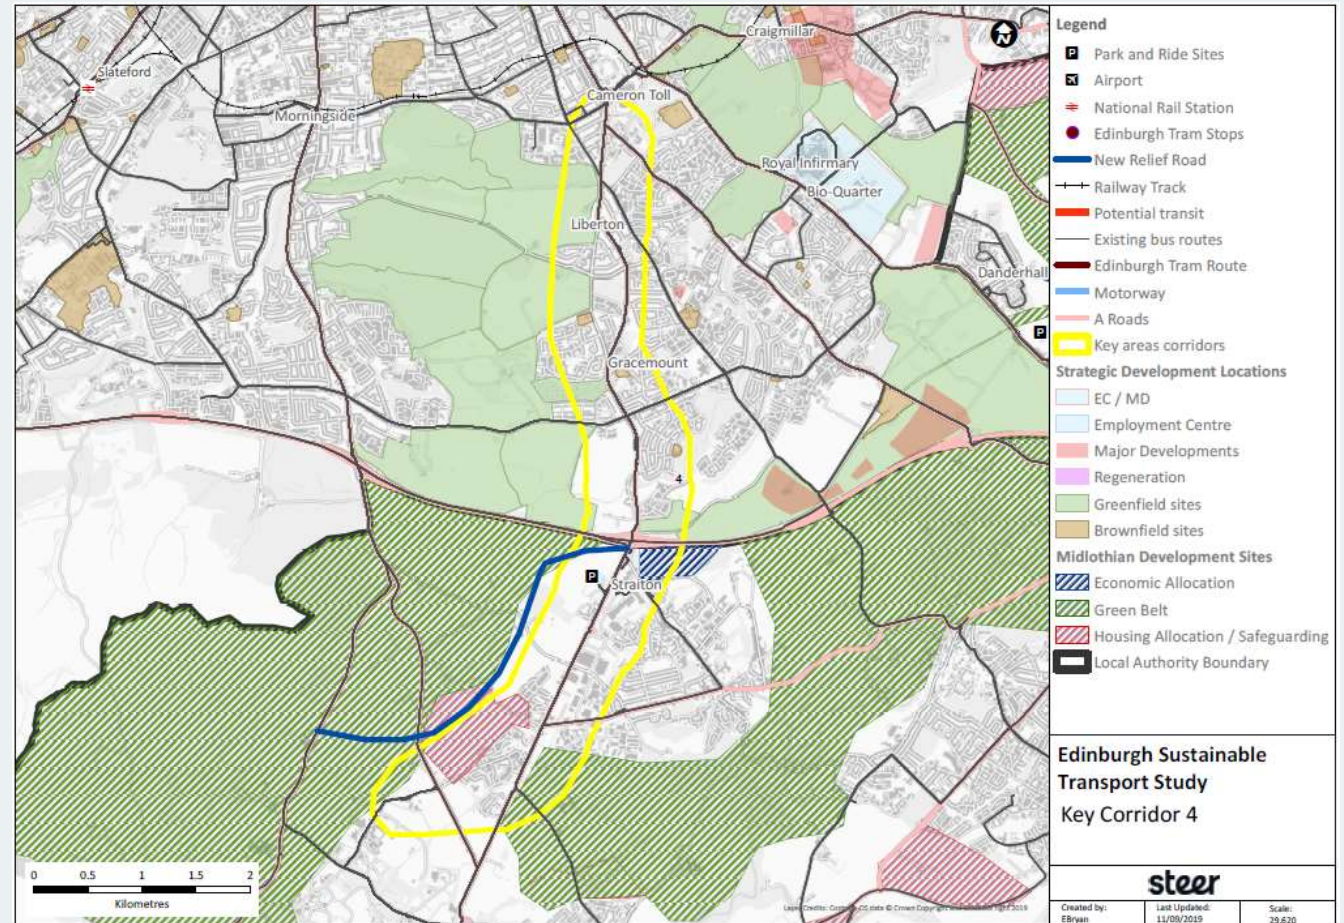 Craigmillar
Slateford
Cameron Toll
Morningside
Royal Infirmary
Bio-Quarter
Liberton
Danderhall
P
Gracemount
4
P
Straiton
0 0.5 1 1.5 2
Kilometres
N
Legend
P Park and Ride Sites
Airport
National Rail Station
Edinburgh Tram Stops
New Relief Road
Railway Track
Potential transit
Existing bus routes
Edinburgh Tram Route
Motorway
A Roads
Key areas corridors
Strategic Development Locations
EC / MD
Employment Centre
Major Developments
Regeneration
Greenfield sites
Brownfield sites
Midlothian Development Sites
Economic Allocation
Green Belt
Housing Allocation / Safeguarding
Local Authority Boundary
Edinburgh Sustainable
Transport Study
Key Corridor 4
steer
Created by: Last Updated: Scale:
EBryan 11/09/2019 29,620